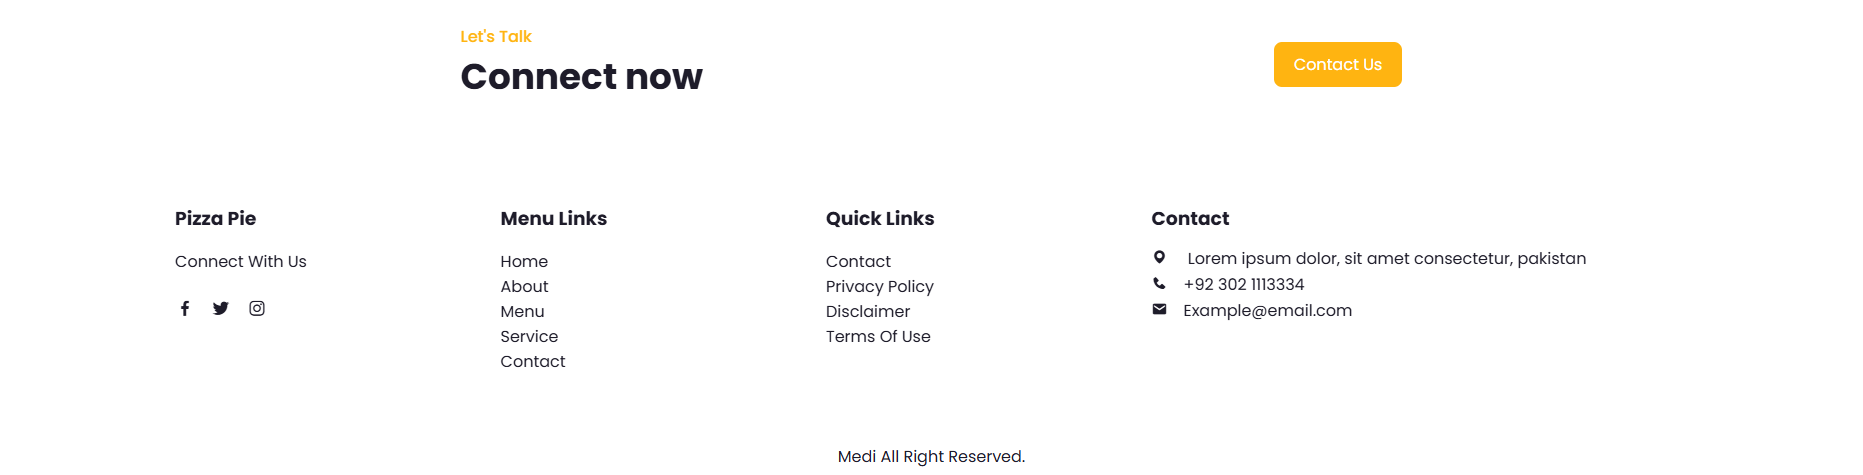 Let's Talk
Connect now
Contact Us
Pizza Pie
Connect With Us
Menu Links
Home
About
Menu
Service
Contact
Quick Links
Contact
Privacy Policy
Disclaimer
Terms Of Use
Contact
Lorem ipsum dolor, sit amet consectetur, pakistan
+92 302 1113334
Example@email.com
Medi All Right Reserved.